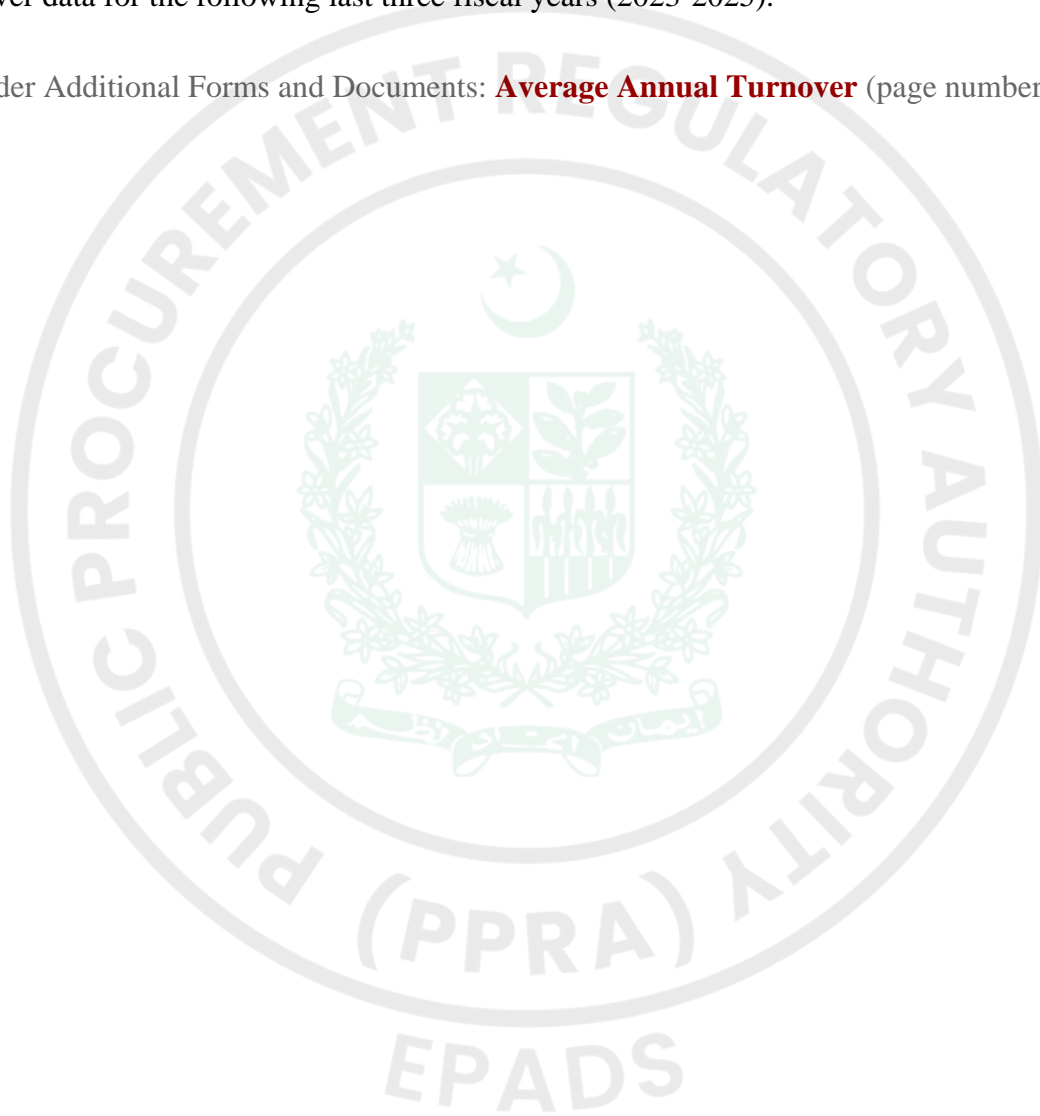 ver data for the following last three fiscal years (2023-2025).
der Additional Forms and Documents: Average Annual Turnover (page number
PUBLIC PROCUREMENT REGULATORY AUTHORITY
(PPRA)
EPADS